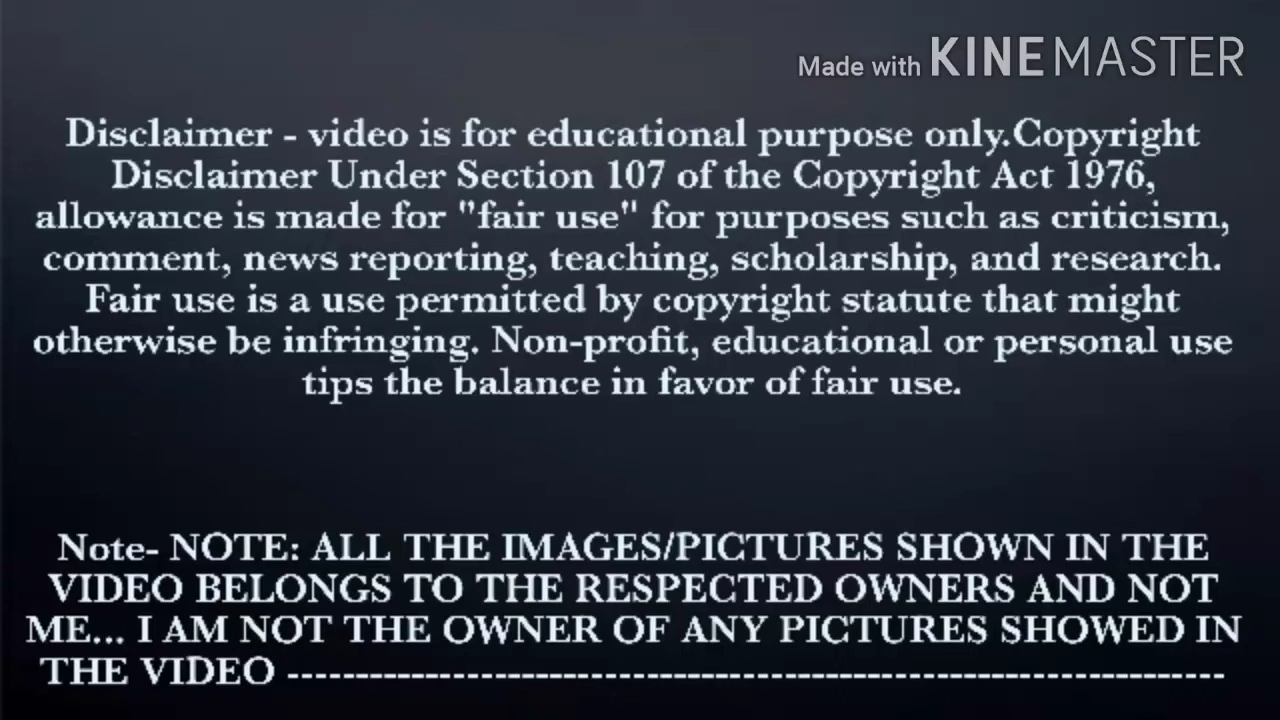 Made with KINEMASTER
Disclaimer - video is for educational purpose only.Copyright
Disclaimer Under Section 107 of the Copyright Act 1976,
allowance is made for "fair use" for purposes such as criticism,
comment, news reporting, teaching, scholarship, and research.
Fair use is a use permitted by copyright statute that might
otherwise be infringing. Non-profit, educational or personal use
tips the balance in favor of fair use.
Note- NOTE: ALL THE IMAGES/PICTURES SHOWN IN THE
VIDEO BELONGS TO THE RESPECTED OWNERS AND NOT
ME... I AM NOT THE OWNER OF ANY PICTURES SHOWED IN
THE VIDEO --------------------------------------------------------------------